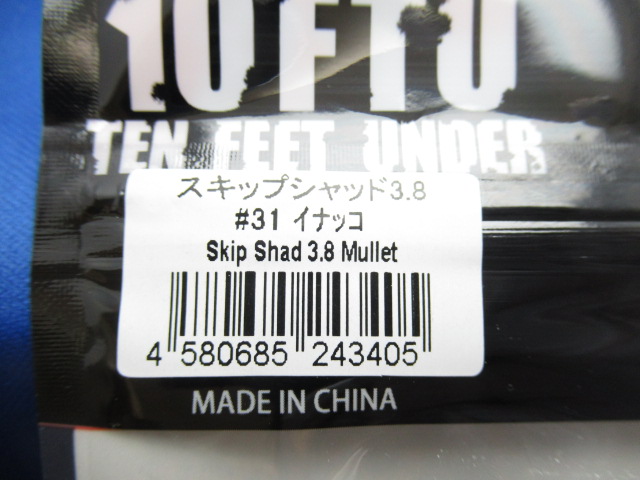 10FTU
TEN FEET UNDER
スキップシャッド3.8
#31 イナッコ
Skip Shad 3.8 Mullet
4 580685 243405
MADE IN CHINA